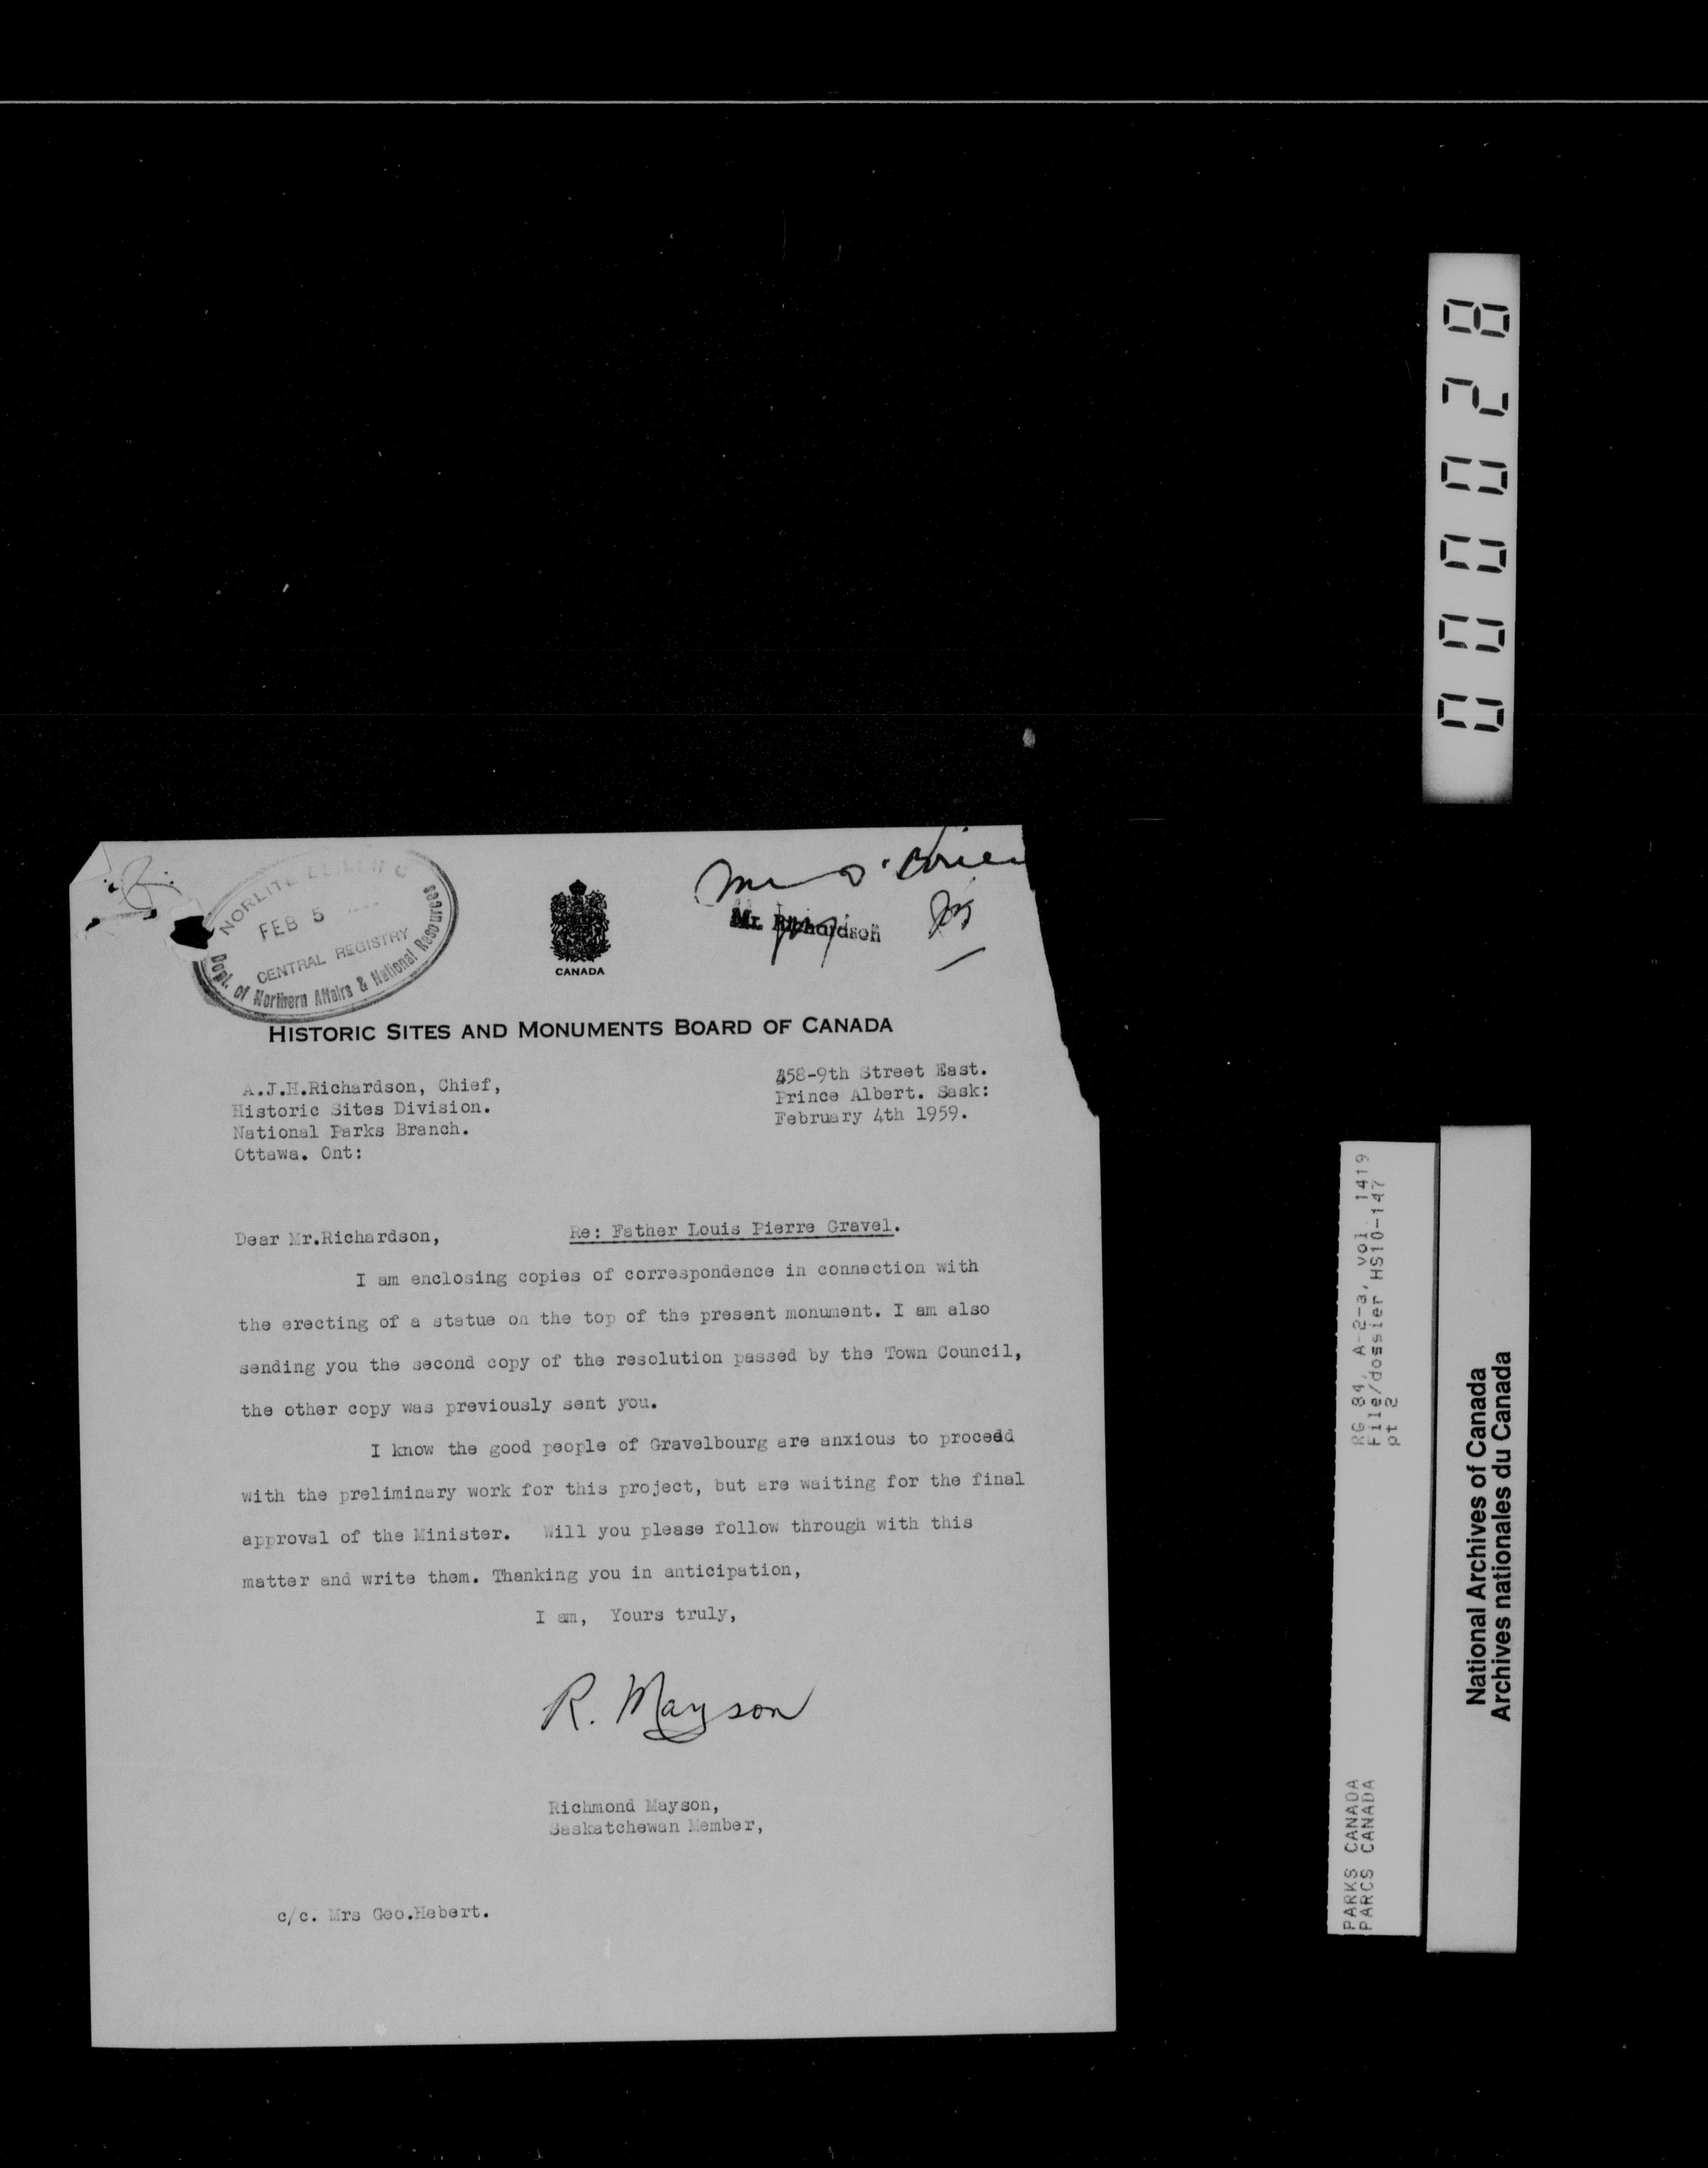 NORLITE BUILDING
FEB 5
CENTRAL REGISTRY
Dept. of Northern Affairs & National Resources
CANADA
Mr O'Brien
Mr. Richardson
HISTORIC SITES AND MONUMENTS BOARD OF CANADA
A.J.H.Richardson, Chief,
Historic Sites Division.
National Parks Branch.
Ottawa. Ont:
358-9th Street East.
Prince Albert. Sask:
February 4th 1959.
Dear Mr.Richardson,
Re: Father Louis Pierre Gravel.
I am enclosing copies of correspondence in connection with
the erecting of a statue on the top of the present monument. I am also
sending you the second copy of the resolution passed by the Town Council,
the other copy was previously sent you.
I know the good people of Gravelbourg are anxious to procedd
with the preliminary work for this project, but are waiting for the final
approval of the Minister. Will you please follow through with this
matter and write them. Thanking you in anticipation,
I am, Yours truly,
R. Mayson
Richmond Mayson,
Saskatchewan Member,
c/c. Mrs Geo.Hebert.
000028
RG 84, A-2-a, vol. 1419
File/dossier HS10-147
pt 2
PARKS CANADA
PARCS CANADA
National Archives of Canada
Archives nationales du Canada